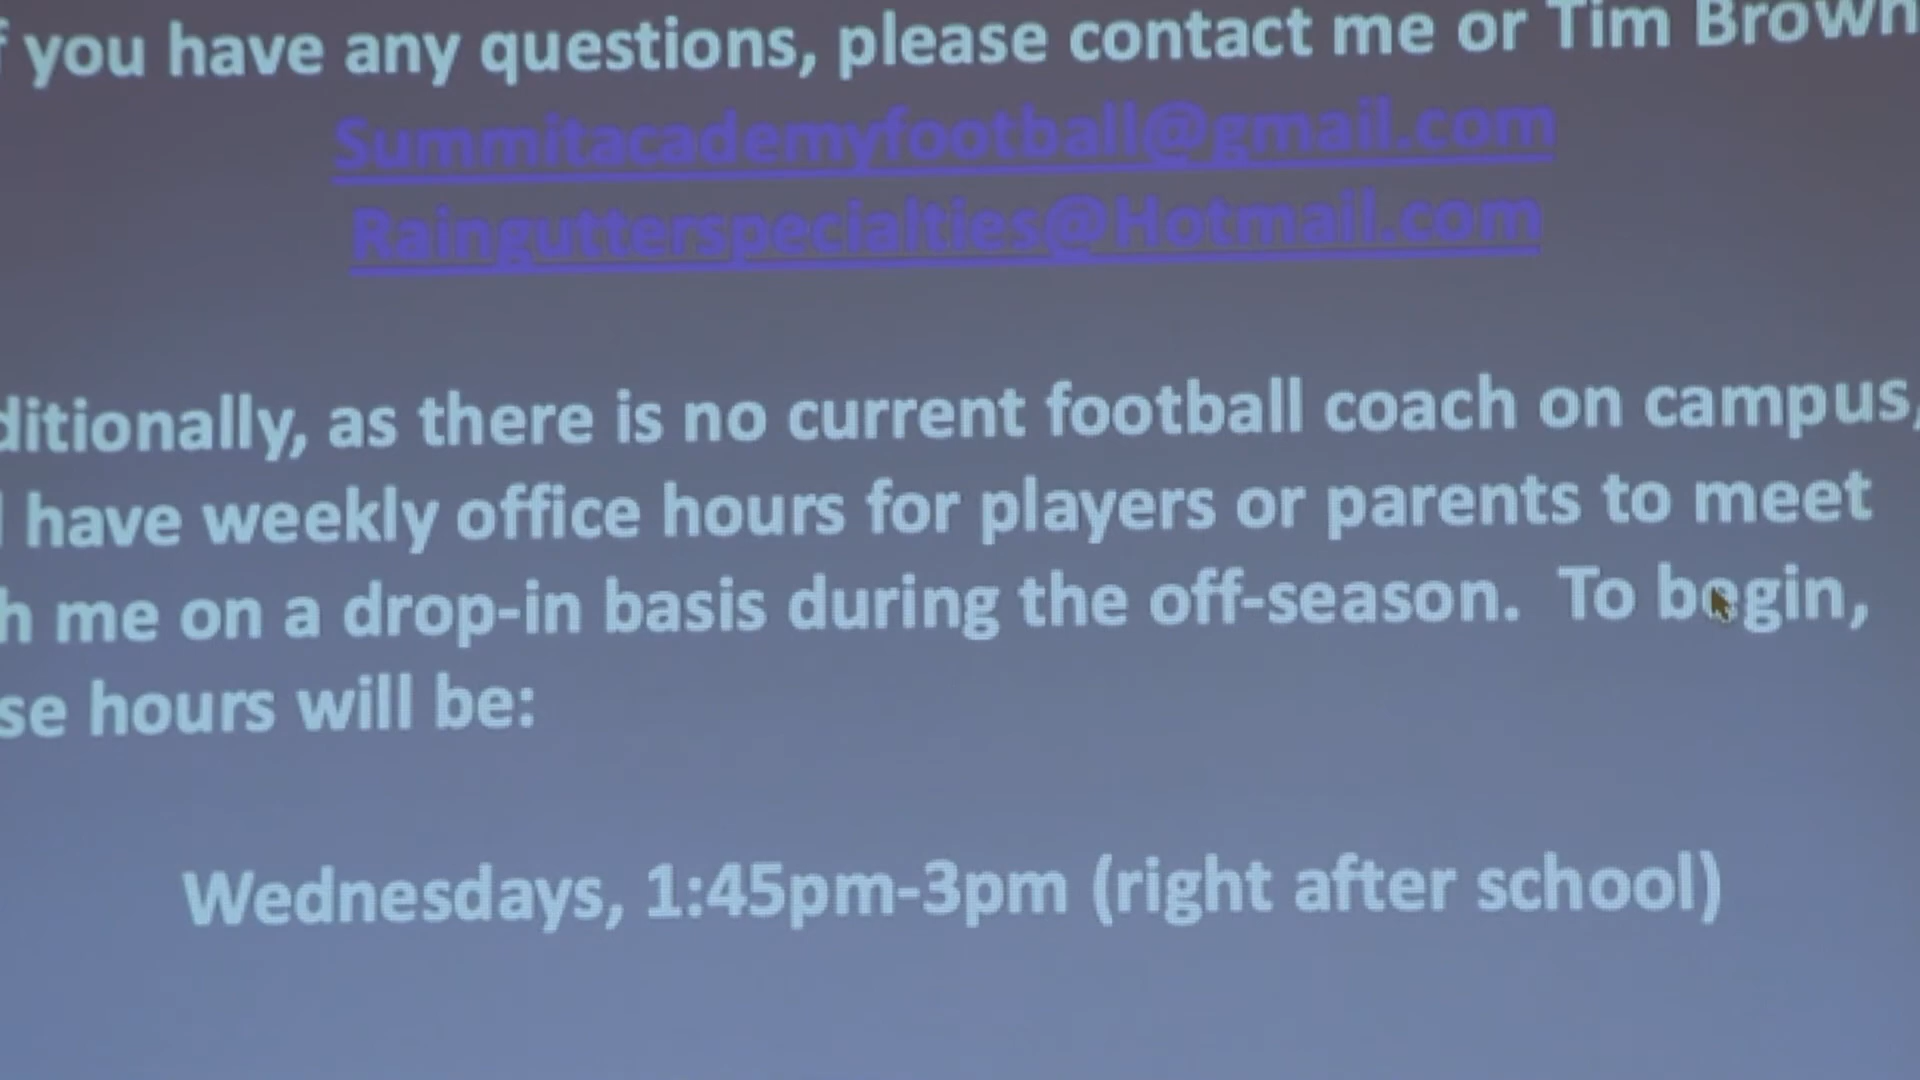 f you have any questions, please contact me or Tim Brown
Summitacademyfootball@gmail.com
Raingutterspecialties@Hotmail.com
ditionally, as there is no current football coach on campus,
l have weekly office hours for players or parents to meet
h me on a drop-in basis during the off-season. To begin,
se hours will be:
Wednesdays, 1:45pm-3pm (right after school)